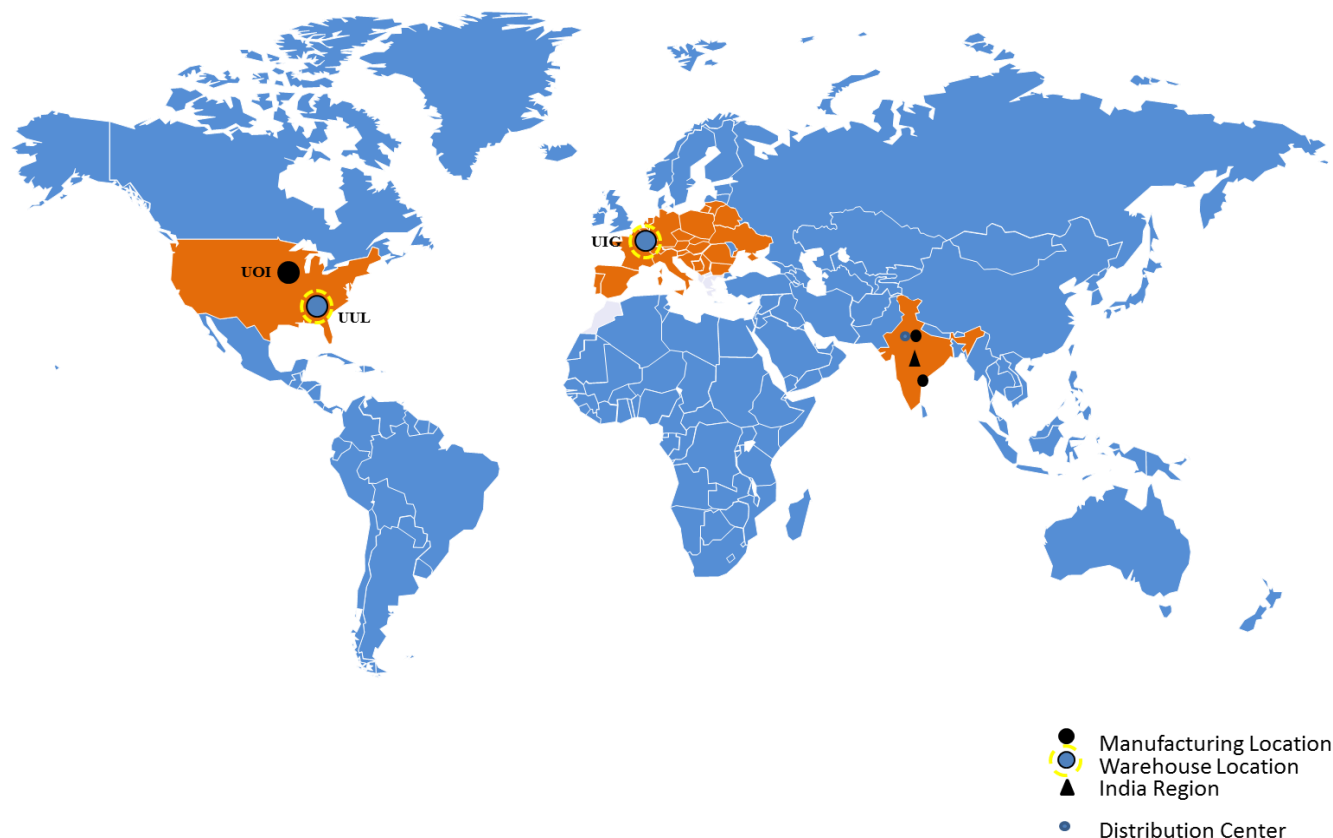 UIG
UOI
UUL
Manufacturing Location
Warehouse Location
India Region
Distribution Center